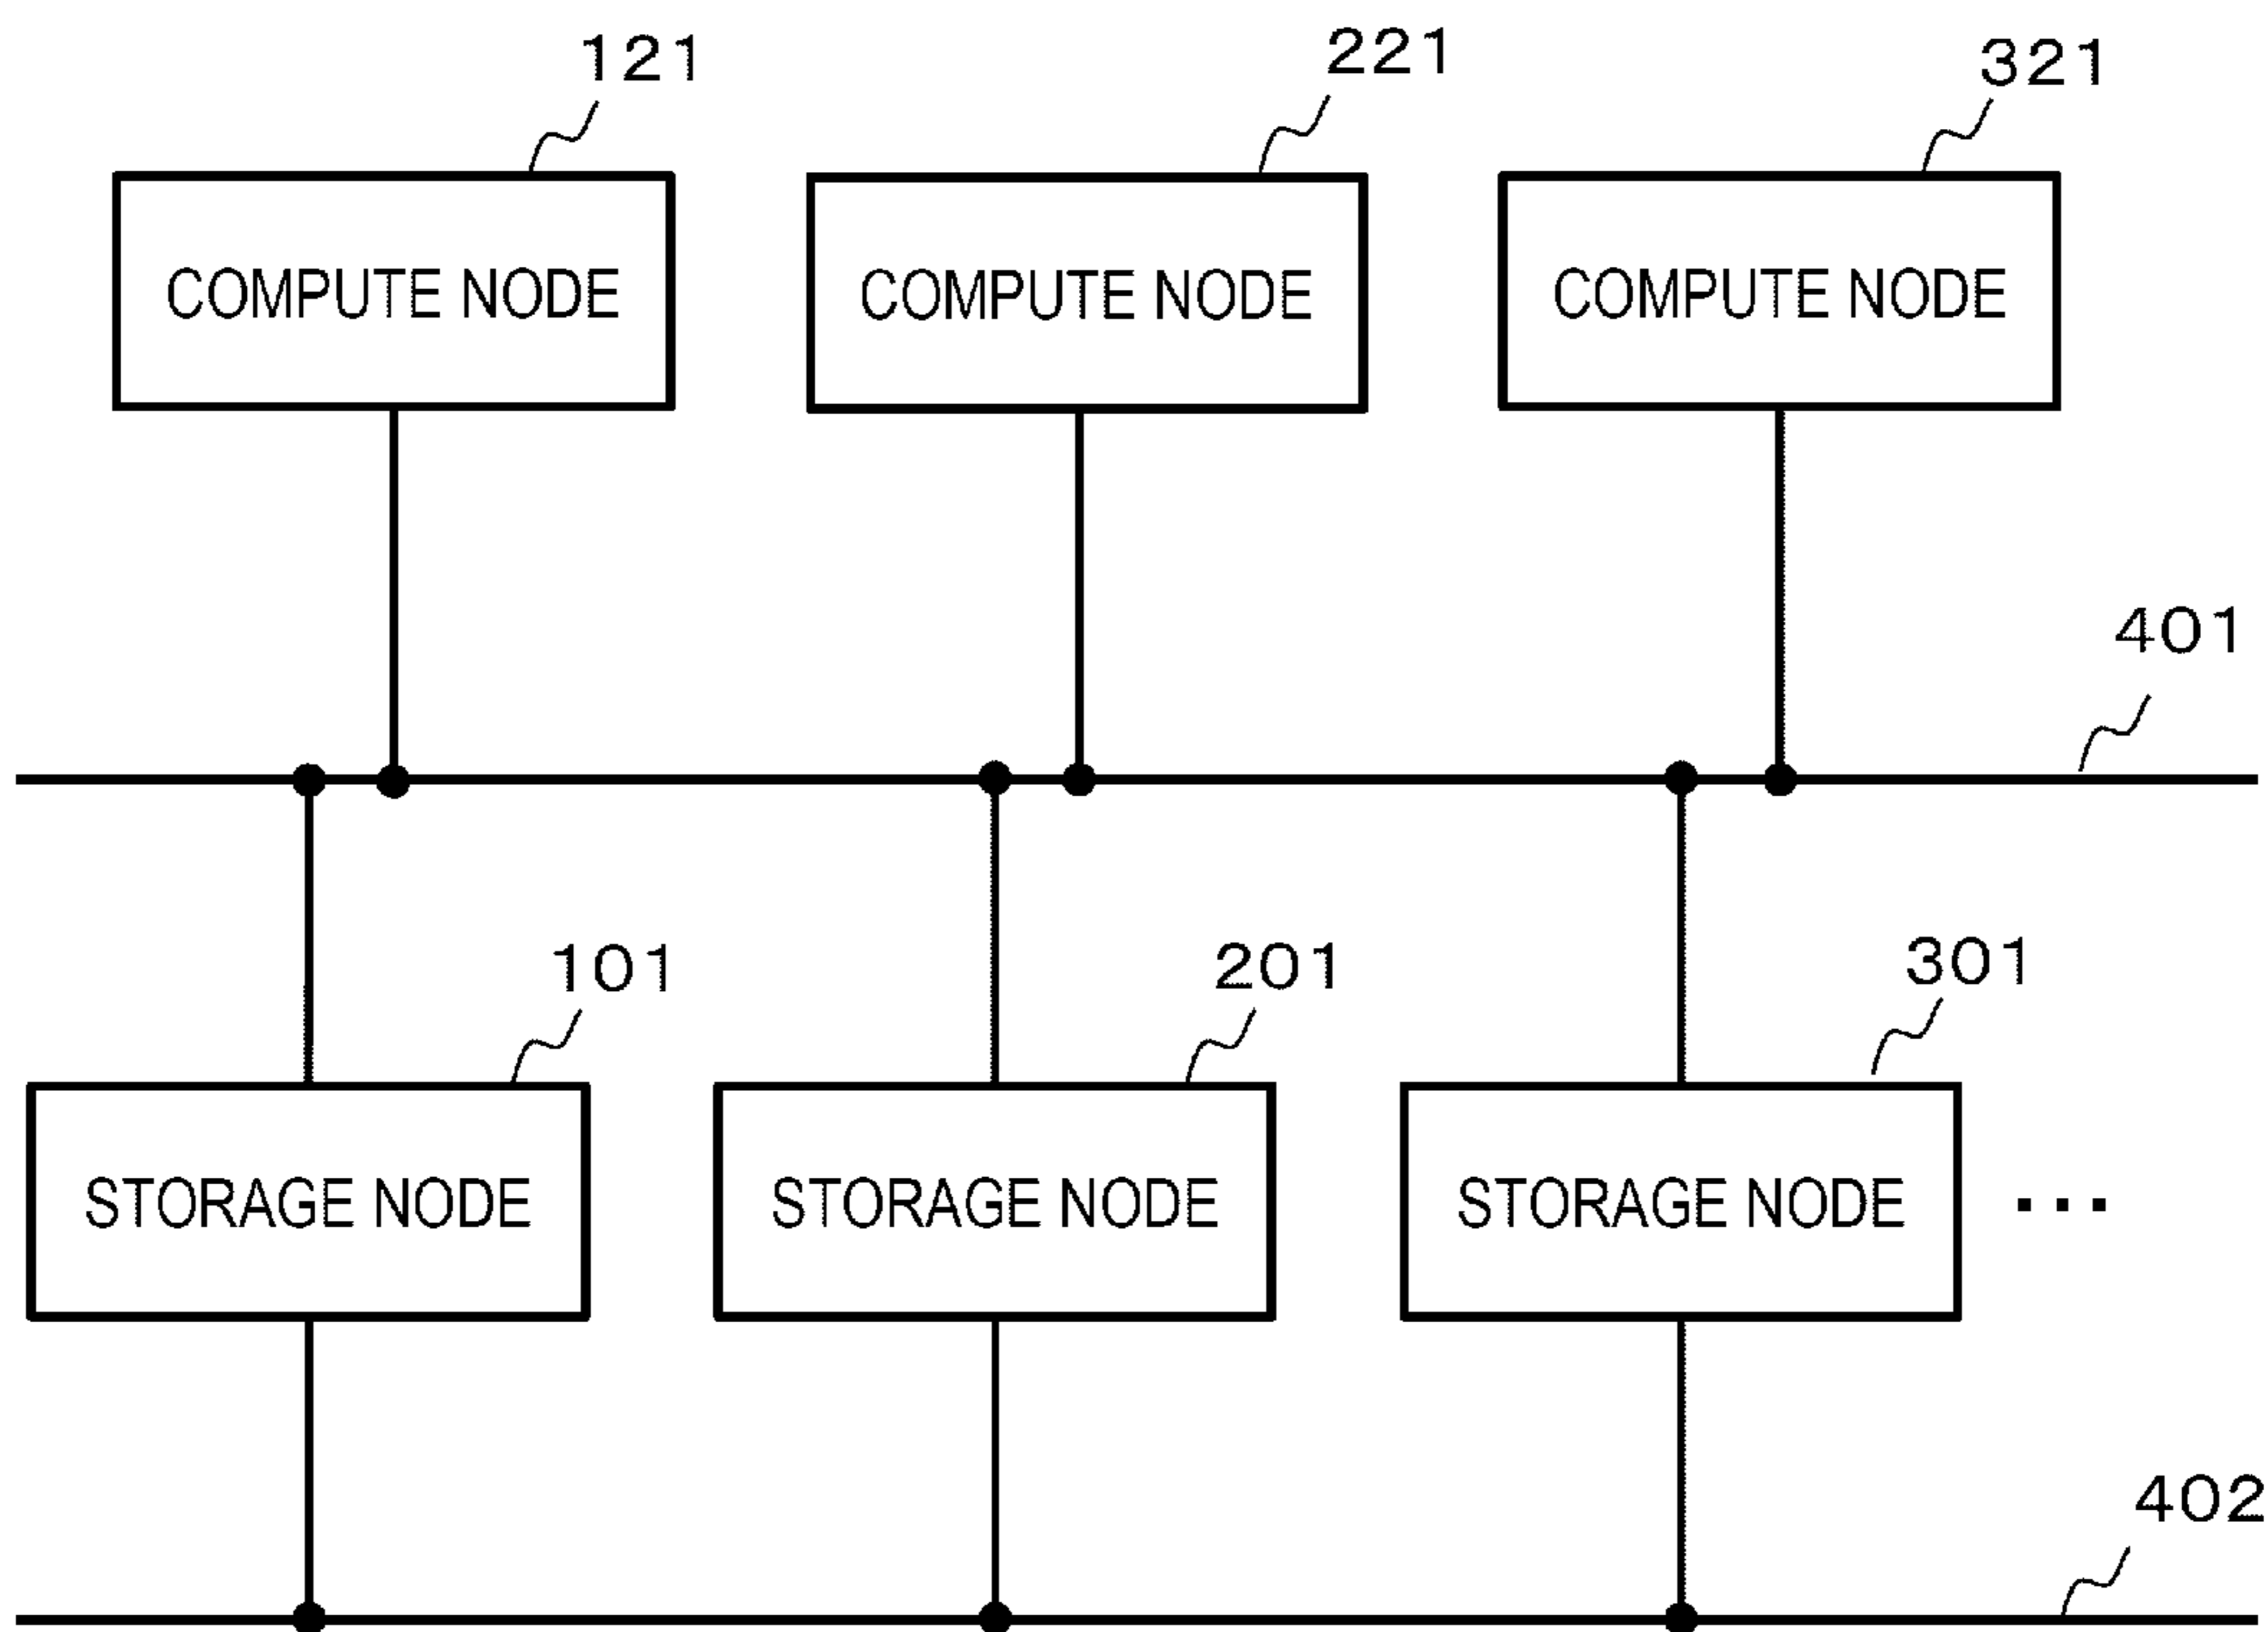 121
221
321
COMPUTE NODE
COMPUTE NODE
COMPUTE NODE
401
101
201
301
STORAGE NODE
STORAGE NODE
STORAGE NODE
...
402